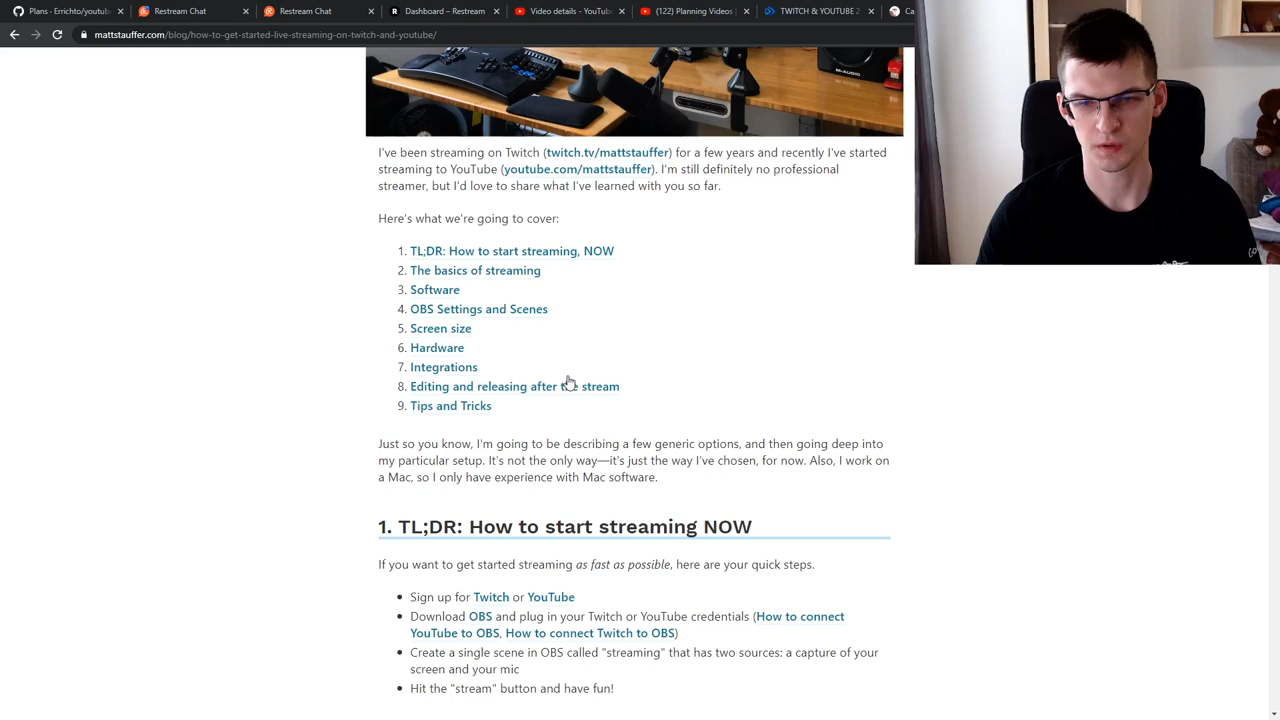 Plans · Errichto/youtub
Restream Chat
Restream Chat
Dashboard – Restream
Video details - YouTube
(122) Planning Videos |
TWITCH & YOUTUBE 2
mattstauffer.com/blog/how-to-get-started-live-streaming-on-twitch-and-youtube/
M-AUDIO
I've been streaming on Twitch (twitch.tv/mattstauffer) for a few years and recently I've started
streaming to YouTube (youtube.com/mattstauffer). I'm still definitely no professional
streamer, but I'd love to share what I've learned with you so far.
Here's what we're going to cover:
1. TL;DR: How to start streaming, NOW
2. The basics of streaming
3. Software
4. OBS Settings and Scenes
5. Screen size
6. Hardware
7. Integrations
8. Editing and releasing after the stream
9. Tips and Tricks
Just so you know, I'm going to be describing a few generic options, and then going deep into
my particular setup. It's not the only way—it's just the way I've chosen, for now. Also, I work on
a Mac, so I only have experience with Mac software.
1. TL;DR: How to start streaming NOW
If you want to get started streaming as fast as possible, here are your quick steps.
• Sign up for Twitch or YouTube
• Download OBS and plug in your Twitch or YouTube credentials (How to connect
YouTube to OBS, How to connect Twitch to OBS)
• Create a single scene in OBS called "streaming" that has two sources: a capture of your
screen and your mic
• Hit the "stream" button and have fun!